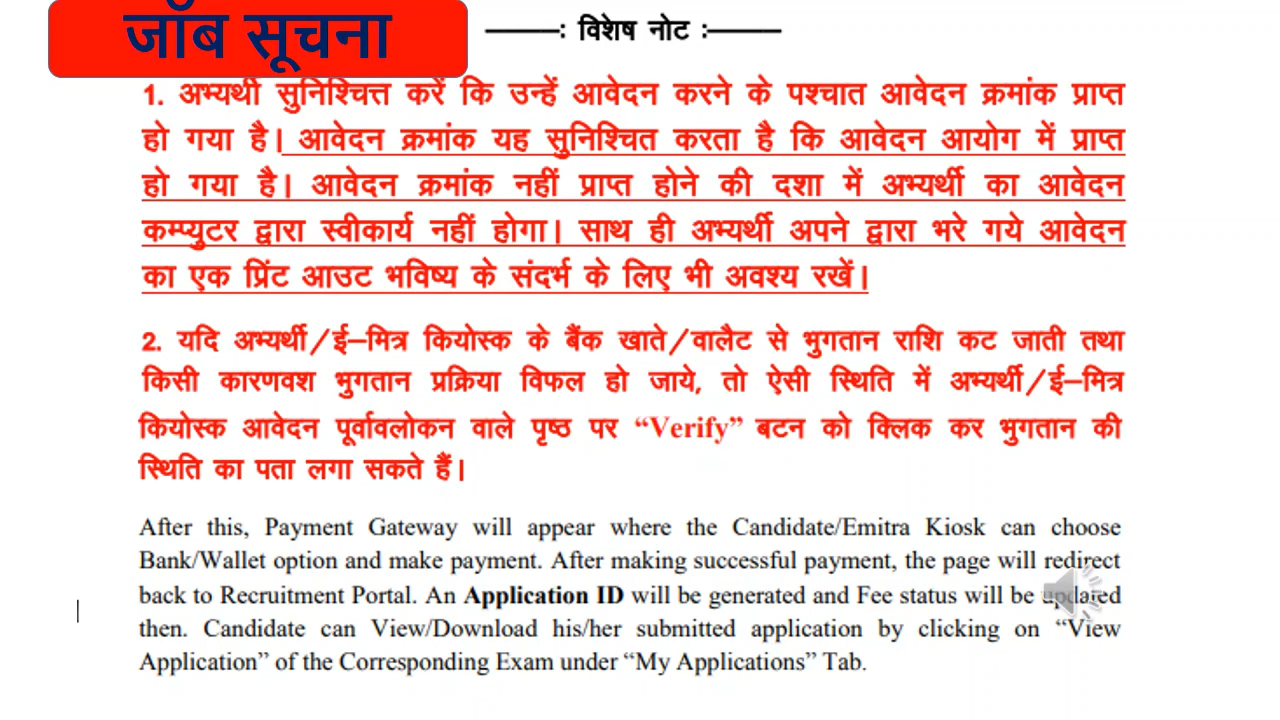 जॉब सूचना
————: विशेष नोट :————
1. अभ्यर्थी सुनिश्चित्त करें कि उन्हें आवेदन करने के पश्चात आवेदन क्रमांक प्राप्त
हो गया है। आवेदन क्रमांक यह सुनिश्चित करता है कि आवेदन आयोग में प्राप्त
हो गया है। आवेदन क्रमांक नहीं प्राप्त होने की दशा में अभ्यर्थी का आवेदन
कम्प्युटर द्वारा स्वीकार्य नहीं होगा। साथ ही अभ्यर्थी अपने द्वारा भरे गये आवेदन
का एक प्रिंट आउट भविष्य के संदर्भ के लिए भी अवश्य रखें।
2. यदि अभ्यर्थी/ई–मित्र कियोस्क के बैंक खाते/वालैट से भुगतान राशि कट जाती तथा
किसी कारणवश भुगतान प्रक्रिया विफल हो जाये, तो ऐसी स्थिति में अभ्यर्थी/ई–मित्र
कियोस्क आवेदन पूर्वावलोकन वाले पृष्ठ पर “Verify” बटन को क्लिक कर भुगतान की
स्थिति का पता लगा सकते हैं।
After this, Payment Gateway will appear where the Candidate/Emitra Kiosk can choose
Bank/Wallet option and make payment. After making successful payment, the page will redirect
back to Recruitment Portal. An Application ID will be generated and Fee status will be updated
then. Candidate can View/Download his/her submitted application by clicking on “View
Application” of the Corresponding Exam under “My Applications” Tab.